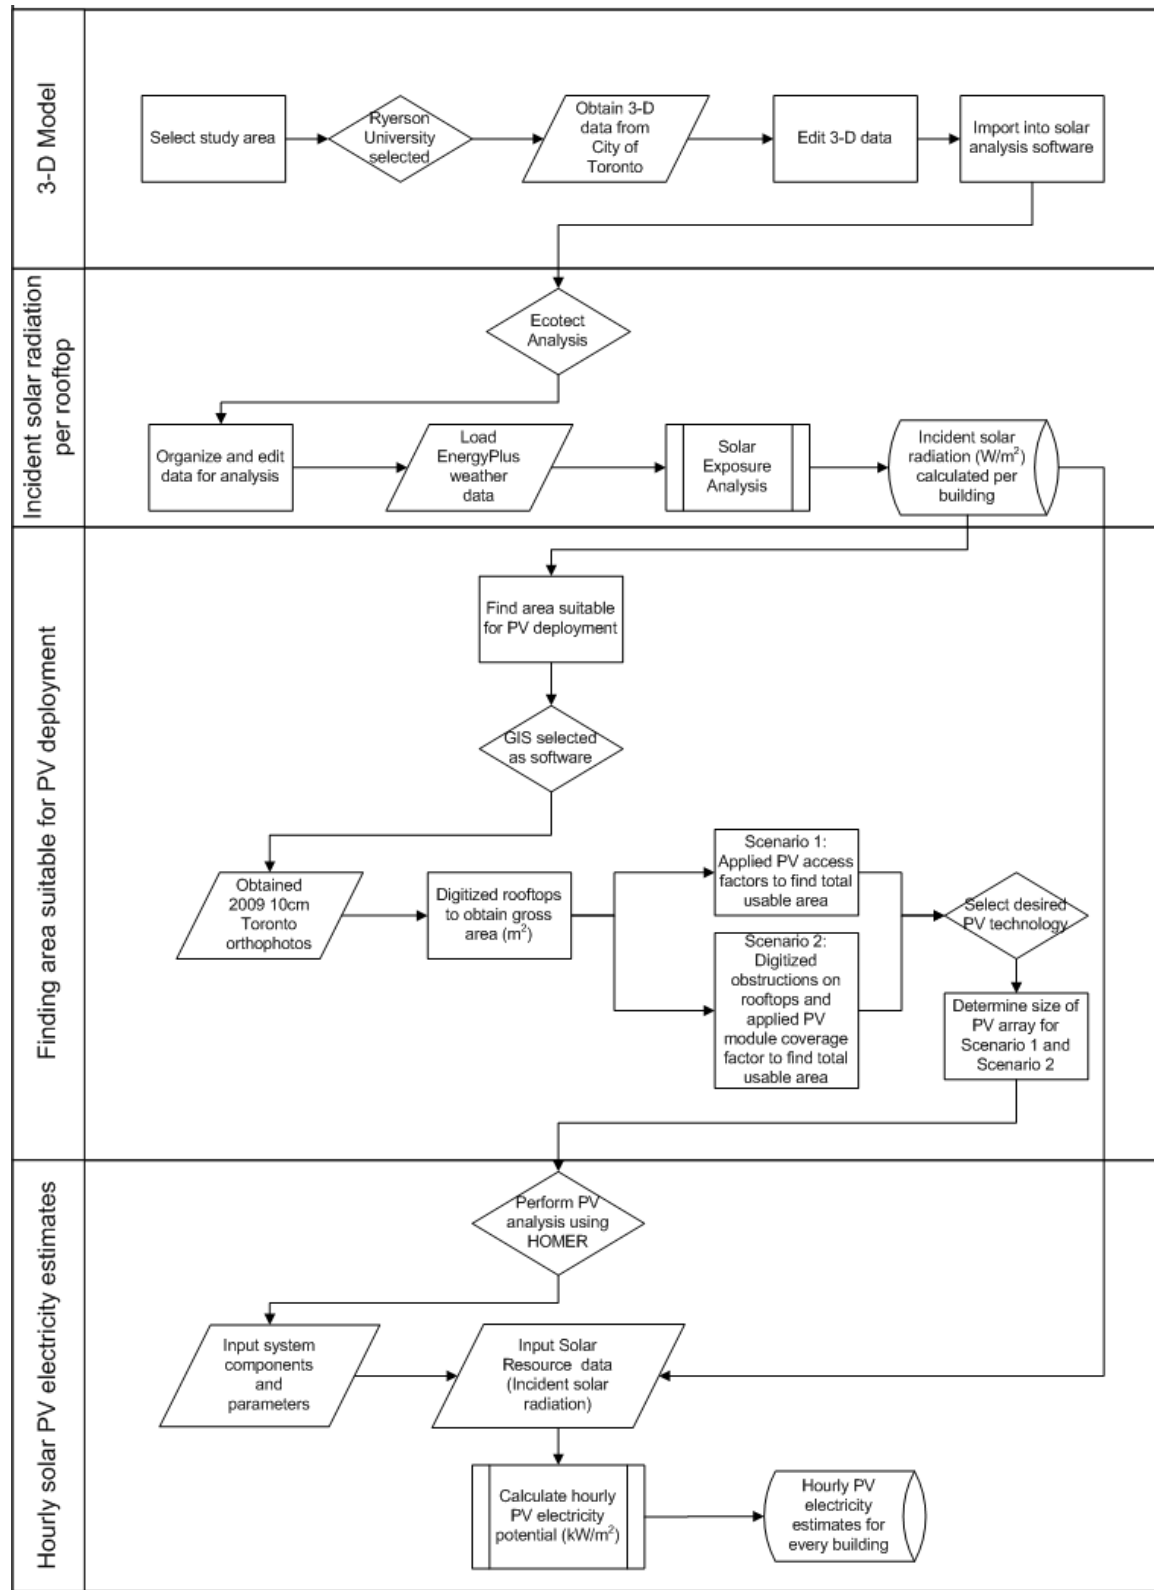 3-D Model
Select study area
Ryerson
University
selected
Obtain 3-D
data from
City of
Toronto
Edit 3-D data
Import into solar
analysis software
Incident solar radiation
per rooftop
Ecotect
Analysis
Organize and edit
data for analysis
Load
EnergyPlus
weather
data
Solar
Exposure
Analysis
Incident solar
radiation (W/m²)
calculated per
building
Finding area suitable for PV deployment
Find area suitable
for PV deployment
GIS selected
as software
Obtained
2009 10cm
Toronto
orthophotos
Digitized rooftops
to obtain gross
area (m²)
Scenario 1:
Applied PV access
factors to find total
usable area
Scenario 2:
Digitized
obstructions on
rooftops and
applied PV
module coverage
factor to find total
usable area
Select desired
PV technology
Determine size of
PV array for
Scenario 1 and
Scenario 2
Hourly solar PV electricity estimates
Perform PV
analysis using
HOMER
Input system
components
and
parameters
Input Solar
Resource data
(Incident solar
radiation)
Calculate hourly
PV electricity
potential (kW/m²)
Hourly PV
electricity
estimates for
every building